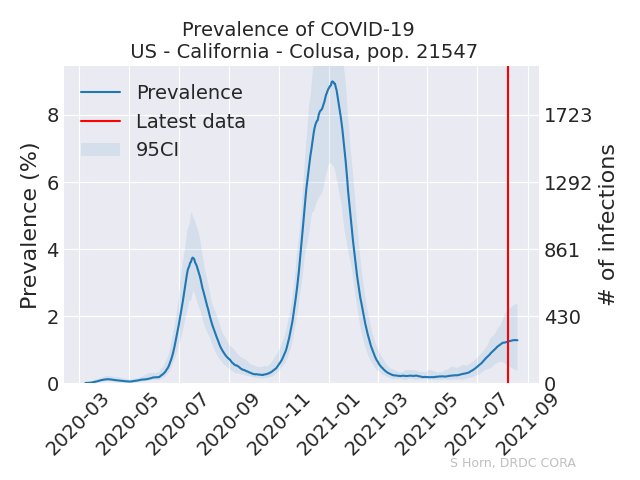 Prevalence of COVID-19
US - California - Colusa, pop. 21547
Prevalence
Latest data
95CI
Prevalence (%)
8
6
4
2
0
# of infections
1723
1292
861
430
0
2020-03
2020-05
2020-07
2020-09
2020-11
2021-01
2021-03
2021-05
2021-07
2021-09
S Horn, DRDC CORA